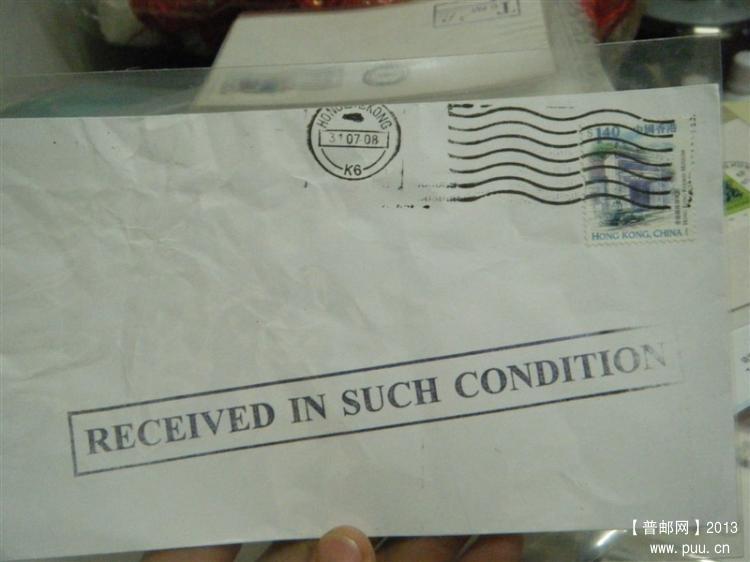 HONG KONG
31 07-08
K6
$1.40 中國香港
HONG KONG, CHINA
RECEIVED IN SUCH CONDITION
【普邮网】2013
www.puu.cn